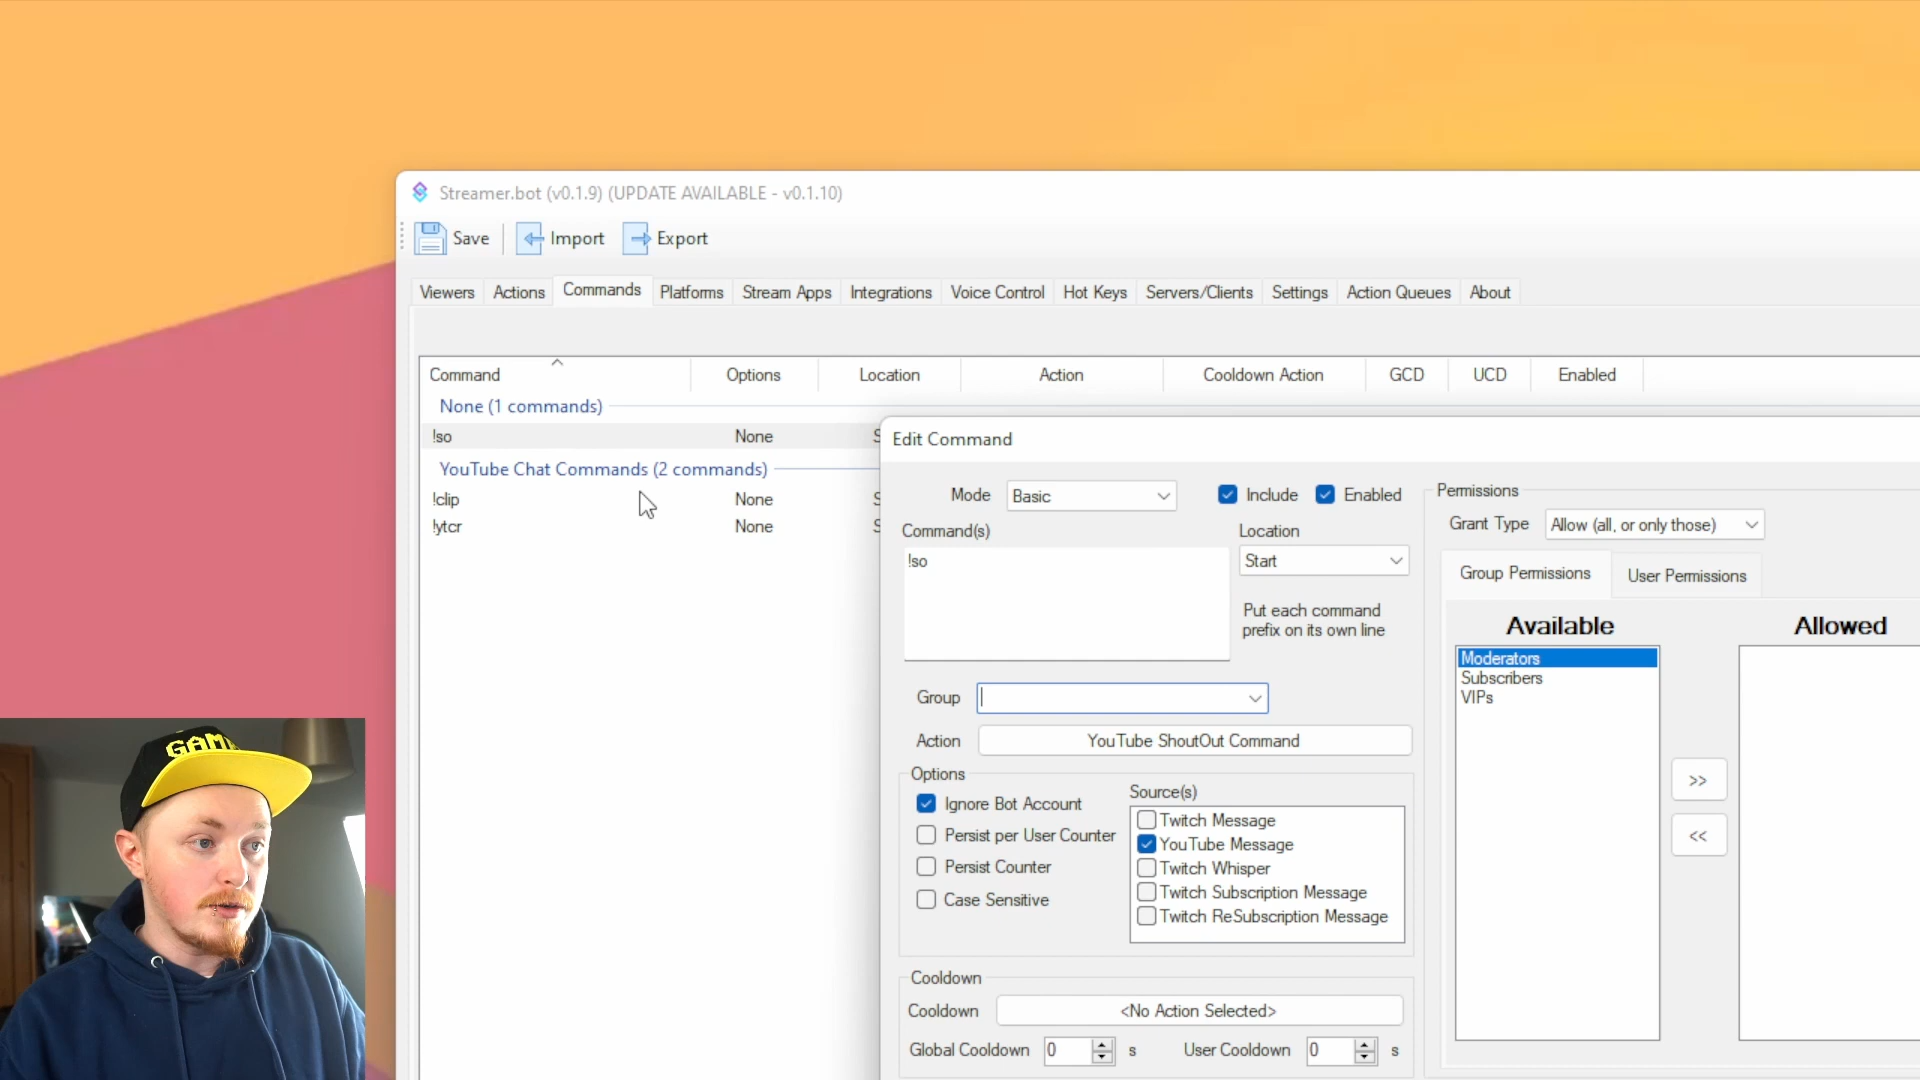 Streamer.bot (v0.1.9) (UPDATE AVAILABLE - v0.1.10)
Save Import Export
Viewers Actions Commands Platforms Stream Apps Integrations Voice Control Hot Keys Servers/Clients Settings Action Queues About
Command Options Location Action Cooldown Action GCD UCD Enabled
None (1 commands)
!so None S
YouTube Chat Commands (2 commands)
!clip None S
!ytcr None S
Edit Command
Mode Basic Include Enabled
Command(s)
!so
Location
Start
Put each command
prefix on its own line
Group
Action YouTube ShoutOut Command
Options
Ignore Bot Account
Persist per User Counter
Persist Counter
Case Sensitive
Source(s)
Twitch Message
YouTube Message
Twitch Whisper
Twitch Subscription Message
Twitch ReSubscription Message
Cooldown
Cooldown <No Action Selected>
Global Cooldown 0 s User Cooldown 0 s
Permissions
Grant Type Allow (all, or only those)
Group Permissions User Permissions
Available
Moderators
Subscribers
VIPs
>>
<<
Allowed
GAM